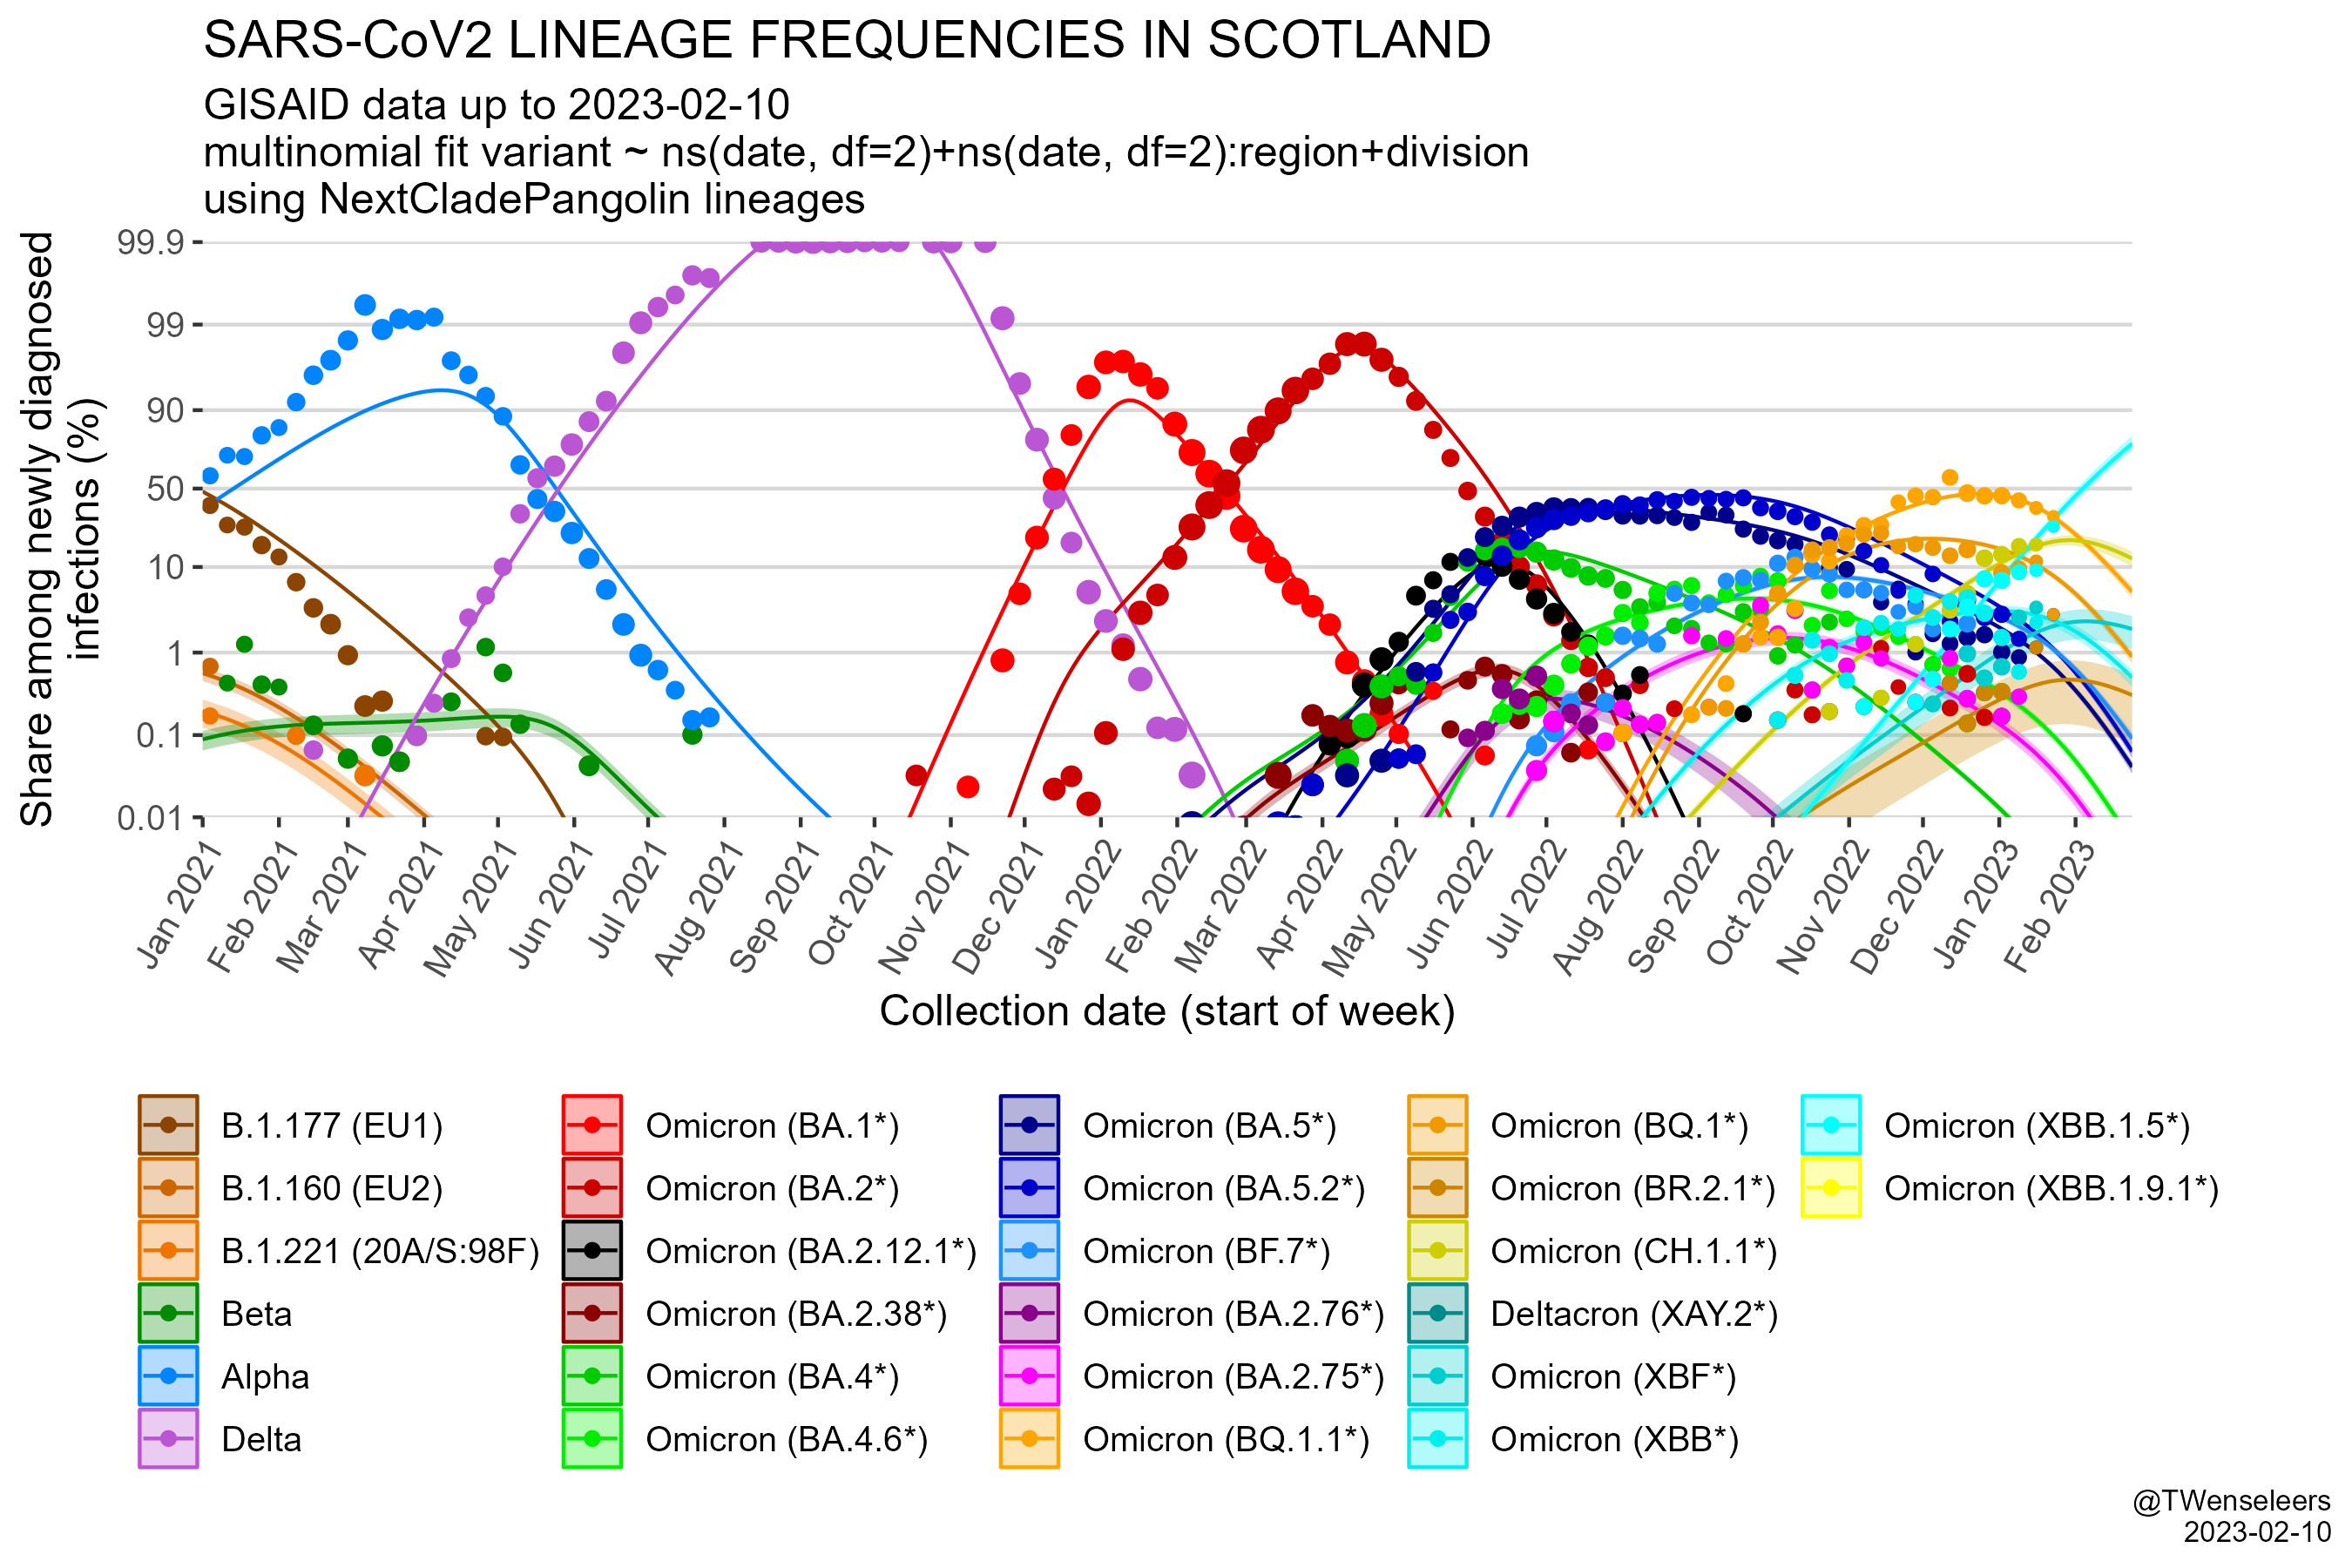 SARS-CoV2 LINEAGE FREQUENCIES IN SCOTLAND
GISAID data up to 2023-02-10
multinomial fit variant ~ ns(date, df=2)+ns(date, df=2):region+division
using NextCladePangolin lineages
Share among newly diagnosed
infections (%)
99.9
99
90
50
10
1
0.1
0.01
Jan 2021
Feb 2021
Mar 2021
Apr 2021
May 2021
Jun 2021
Jul 2021
Aug 2021
Sep 2021
Oct 2021
Nov 2021
Dec 2021
Jan 2022
Feb 2022
Mar 2022
Apr 2022
May 2022
Jun 2022
Jul 2022
Aug 2022
Sep 2022
Oct 2022
Nov 2022
Dec 2022
Jan 2023
Feb 2023
Collection date (start of week)
B.1.177 (EU1)
B.1.160 (EU2)
B.1.221 (20A/S:98F)
Beta
Alpha
Delta
Omicron (BA.1*)
Omicron (BA.2*)
Omicron (BA.2.12.1*)
Omicron (BA.2.38*)
Omicron (BA.4*)
Omicron (BA.4.6*)
Omicron (BA.5*)
Omicron (BA.5.2*)
Omicron (BF.7*)
Omicron (BA.2.76*)
Omicron (BA.2.75*)
Omicron (BQ.1.1*)
Omicron (BQ.1*)
Omicron (BR.2.1*)
Omicron (CH.1.1*)
Deltacron (XAY.2*)
Omicron (XBF*)
Omicron (XBB*)
Omicron (XBB.1.5*)
Omicron (XBB.1.9.1*)
@TWenseleers
2023-02-10